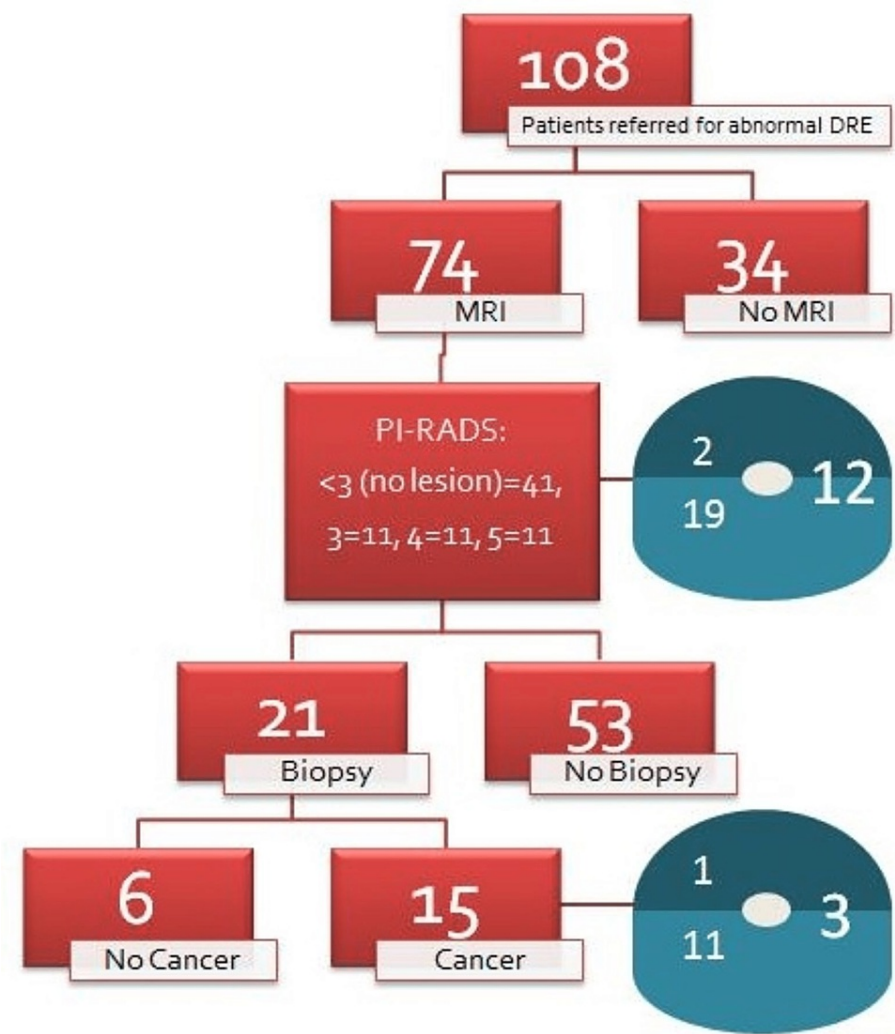 108
Patients referred for abnormal DRE
74
MRI
34
No MRI
PI-RADS:
<3 (no lesion)=41,
3=11, 4=11, 5=11
2
12
19
21
Biopsy
53
No Biopsy
6
No Cancer
15
Cancer
1
3
11